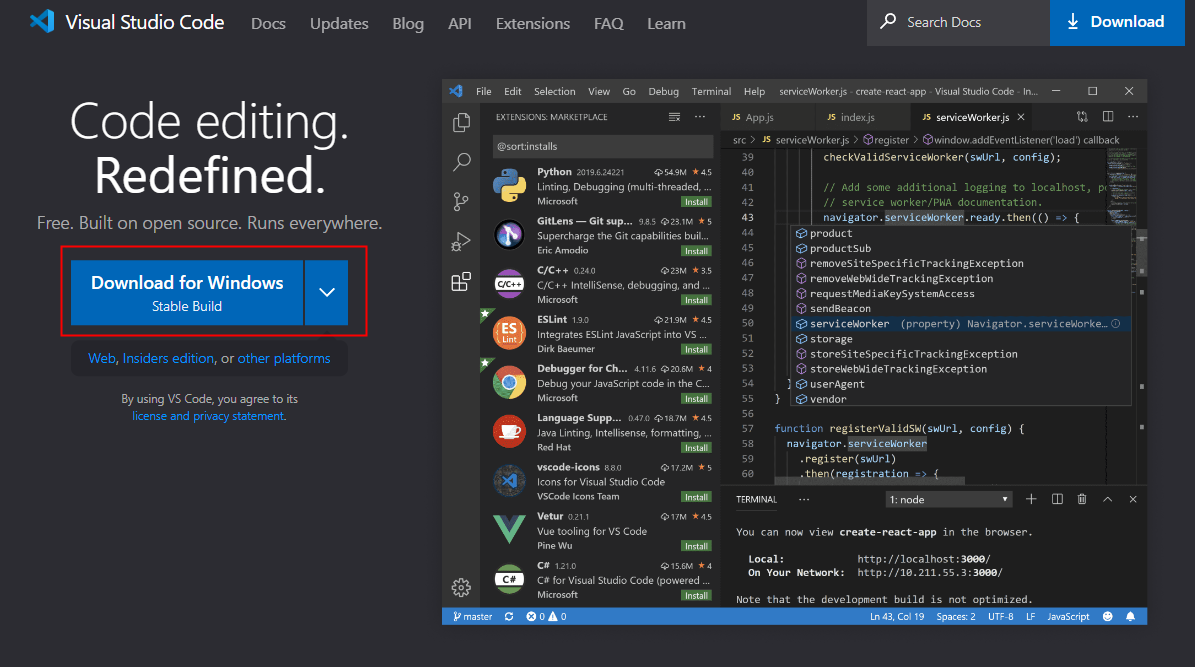 Visual Studio Code Docs Updates Blog API Extensions FAQ Learn Search Docs Download
Code editing.
Redefined.
Free. Built on open source. Runs everywhere.
Download for Windows
Stable Build
Web, Insiders edition, or other platforms
By using VS Code, you agree to its
license and privacy statement.
File Edit Selection View Go Debug Terminal Help serviceWorker.js - create-react-app - Visual Studio Code - In...
EXTENSIONS: MARKETPLACE ···
@sort:installs
Python 2019.6.24221 54.9M ★ 4.5
Linting, Debugging (multi-threaded, ...
Microsoft Install
GitLens — Git sup... 9.8.5 23.1M ★ 5
Supercharge the Git capabilities buil...
Eric Amodio Install
C/C++ 0.24.0 23M ★ 3.5
C/C++
C/C++ IntelliSense, debugging, and ...
Microsoft Install
ESLint 1.9.0 21.9M ★ 4.5
ES
Lint
Integrates ESLint JavaScript into VS ...
Dirk Baeumer Install
Debugger for Ch... 4.11.6 20.6M ★ 4
Debug your JavaScript code in the C...
Microsoft Install
Language Supp... 0.47.0 18.7M ★ 4.5
Java Linting, Intellisense, formatting, ...
Red Hat Install
vscode-icons 8.8.0 17.2M ★ 5
Icons for Visual Studio Code
VSCode Icons Team Install
Vetur 0.21.1 17M ★ 4.5
Vue tooling for VS Code
Pine Wu Install
C# 1.21.0 15.6M ★ 4
C#
C# for Visual Studio Code (powered ...
Microsoft Install
JS App.js JS index.js JS serviceWorker.js
src > JS serviceWorker.js > register > window.addEventListener('load') callback
39 checkValidServiceWorker(swUrl, config);
40
41 // Add some additional logging to localhost, po
42 // service worker/PWA documentation.
43 navigator.serviceWorker.ready.then(() => {
44 product
45 productSub
46 removeSiteSpecificTrackingException
47 removeWebWideTrackingException
48 requestMediaKeySystemAccess
49 sendBeacon
50 serviceWorker (property) Navigator.serviceWorke...
51 storage
52 storeSiteSpecificTrackingException
53 storeWebWideTrackingException
54 } userAgent
55 } vendor
56
57 function registerValidSW(swUrl, config) {
58 navigator.serviceWorker
59 .register(swUrl)
60 .then(registration => {
TERMINAL ··· 1: node
You can now view create-react-app in the browser.
Local: http://localhost:3000/
On Your Network: http://10.211.55.3:3000/
Note that the development build is not optimized.
master 0 0 Ln 43, Col 19 Spaces: 2 UTF-8 LF JavaScript